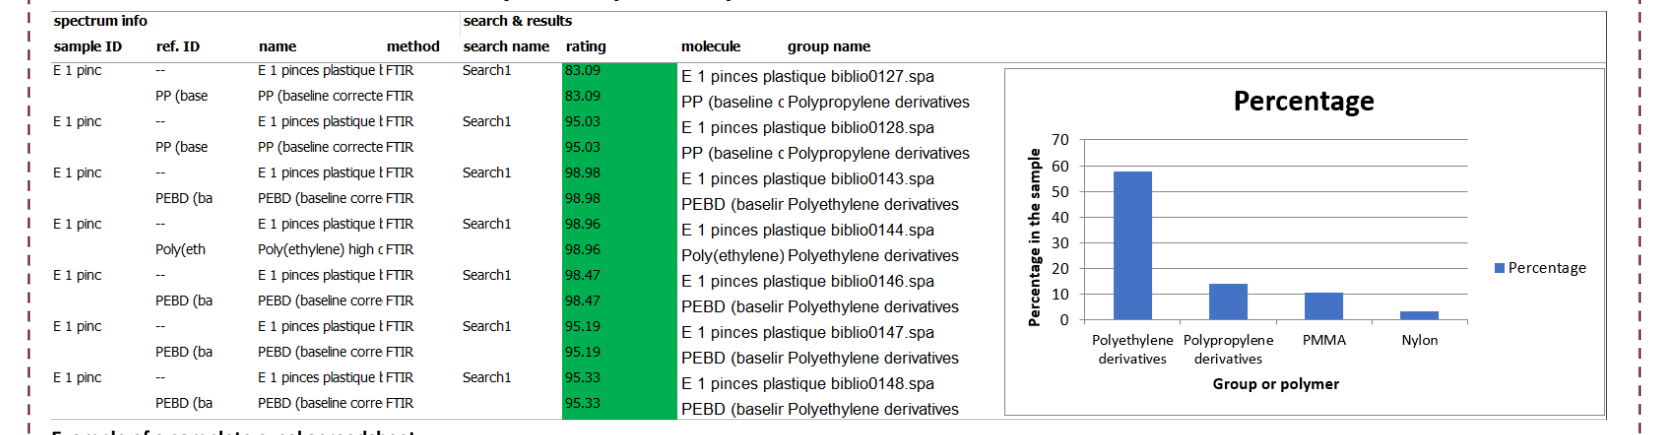 spectrum info search & results
sample ID ref. ID name method search name rating molecule group name
E 1 pinc -- E 1 pinces plastique FTIR Search1 83.09 E 1 pinces plastique biblio0127.spa
PP (base PP (baseline correcte FTIR 83.09 PP (baseline c Polypropylene derivatives
E 1 pinc -- E 1 pinces plastique FTIR Search1 95.03 E 1 pinces plastique biblio0128.spa
PP (base PP (baseline correcte FTIR 95.03 PP (baseline c Polypropylene derivatives
E 1 pinc -- E 1 pinces plastique FTIR Search1 98.98 E 1 pinces plastique biblio0143.spa
PEBD (ba PEBD (baseline corre FTIR 98.98 PEBD (baselir Polyethylene derivatives
E 1 pinc -- E 1 pinces plastique FTIR Search1 98.96 E 1 pinces plastique biblio0144.spa
Poly(eth Poly(ethylene) high c FTIR 98.96 Poly(ethylene) Polyethylene derivatives
E 1 pinc -- E 1 pinces plastique FTIR Search1 98.47 E 1 pinces plastique biblio0146.spa
PEBD (ba PEBD (baseline corre FTIR 98.47 PEBD (baselir Polyethylene derivatives
E 1 pinc -- E 1 pinces plastique FTIR Search1 95.19 E 1 pinces plastique biblio0147.spa
PEBD (ba PEBD (baseline corre FTIR 95.19 PEBD (baselir Polyethylene derivatives
E 1 pinc -- E 1 pinces plastique FTIR Search1 95.33 E 1 pinces plastique biblio0148.spa
PEBD (ba PEBD (baseline corre FTIR 95.33 PEBD (baselir Polyethylene derivatives
Percentage
Percentage in the sample
70
60
50
40
30
20
10
0
Polyethylene derivatives
Polypropylene derivatives
PMMA
Nylon
Group or polymer
Percentage